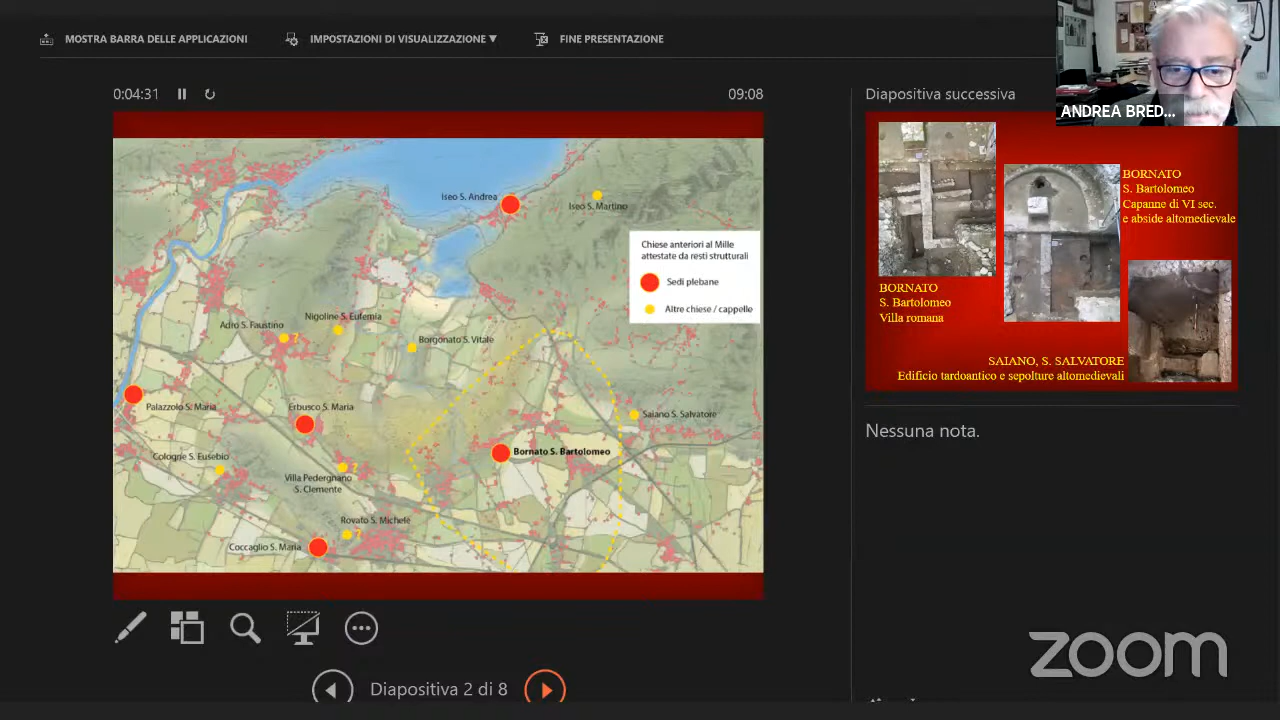 MOSTRA BARRA DELLE APPLICAZIONI
IMPOSTAZIONI DI VISUALIZZAZIONE ▼
FINE PRESENTAZIONE
0:04:31
09:08
Diapositiva successiva
ANDREA BRED...
Iseo S. Andrea
Iseo S. Martino
Chiese anteriori al Mille
attestate da resti strutturali
Sedi plebane
Altre chiese / cappelle
Adro S. Faustino
?
Nigoline S. Eufemia
Borgonato S. Vitale
Palazzolo S. Maria
Erbusco S. Maria
Saiano S. Salvatore
Cologne S. Eusebio
Bornato S. Bartolomeo
?
Villa Pedergnano
S. Clemente
Rovato S. Michele
?
Coccaglio S. Maria
BORNATO
S. Bartolomeo
Capanne di VI sec.
e abside altomedievale
BORNATO
S. Bartolomeo
Villa romana
SAIANO, S. SALVATORE
Edificio tardoantico e sepolture altomedievali
Nessuna nota.
Diapositiva 2 di 8
zoom